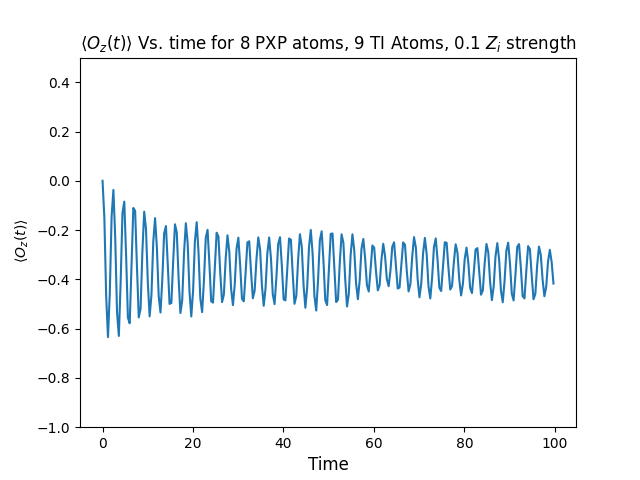 ⟨O_z(t)⟩ Vs. time for 8 PXP atoms, 9 TI Atoms, 0.1 Z_i strength
0.4
0.2
0.0
−0.2
−0.4
−0.6
−0.8
−1.0
⟨O_z(t)⟩
0 20 40 60 80 100
Time